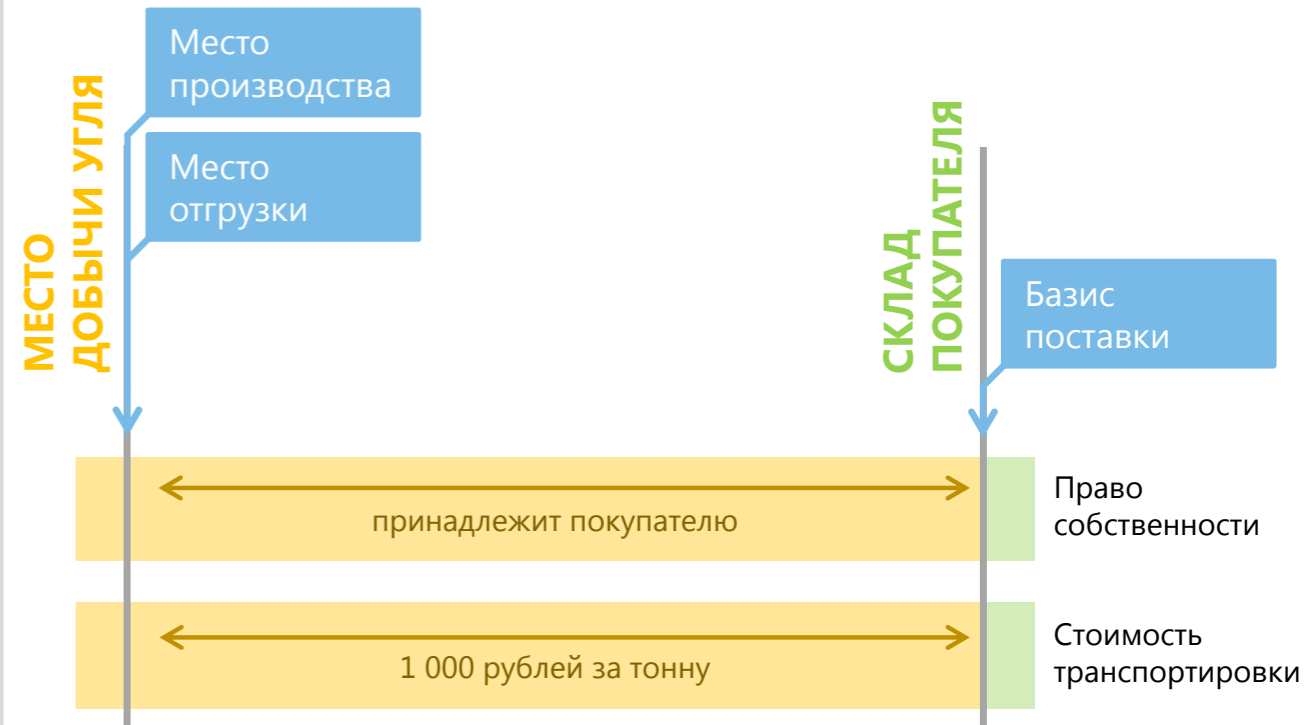 Место
производства
Место
отгрузки
МЕСТО
ДОБЫЧИ УГЛЯ
СКЛАД
ПОКУПАТЕЛЯ
Базис
поставки
принадлежит покупателю
Право
собственности
1 000 рублей за тонну
Стоимость
транспортировки